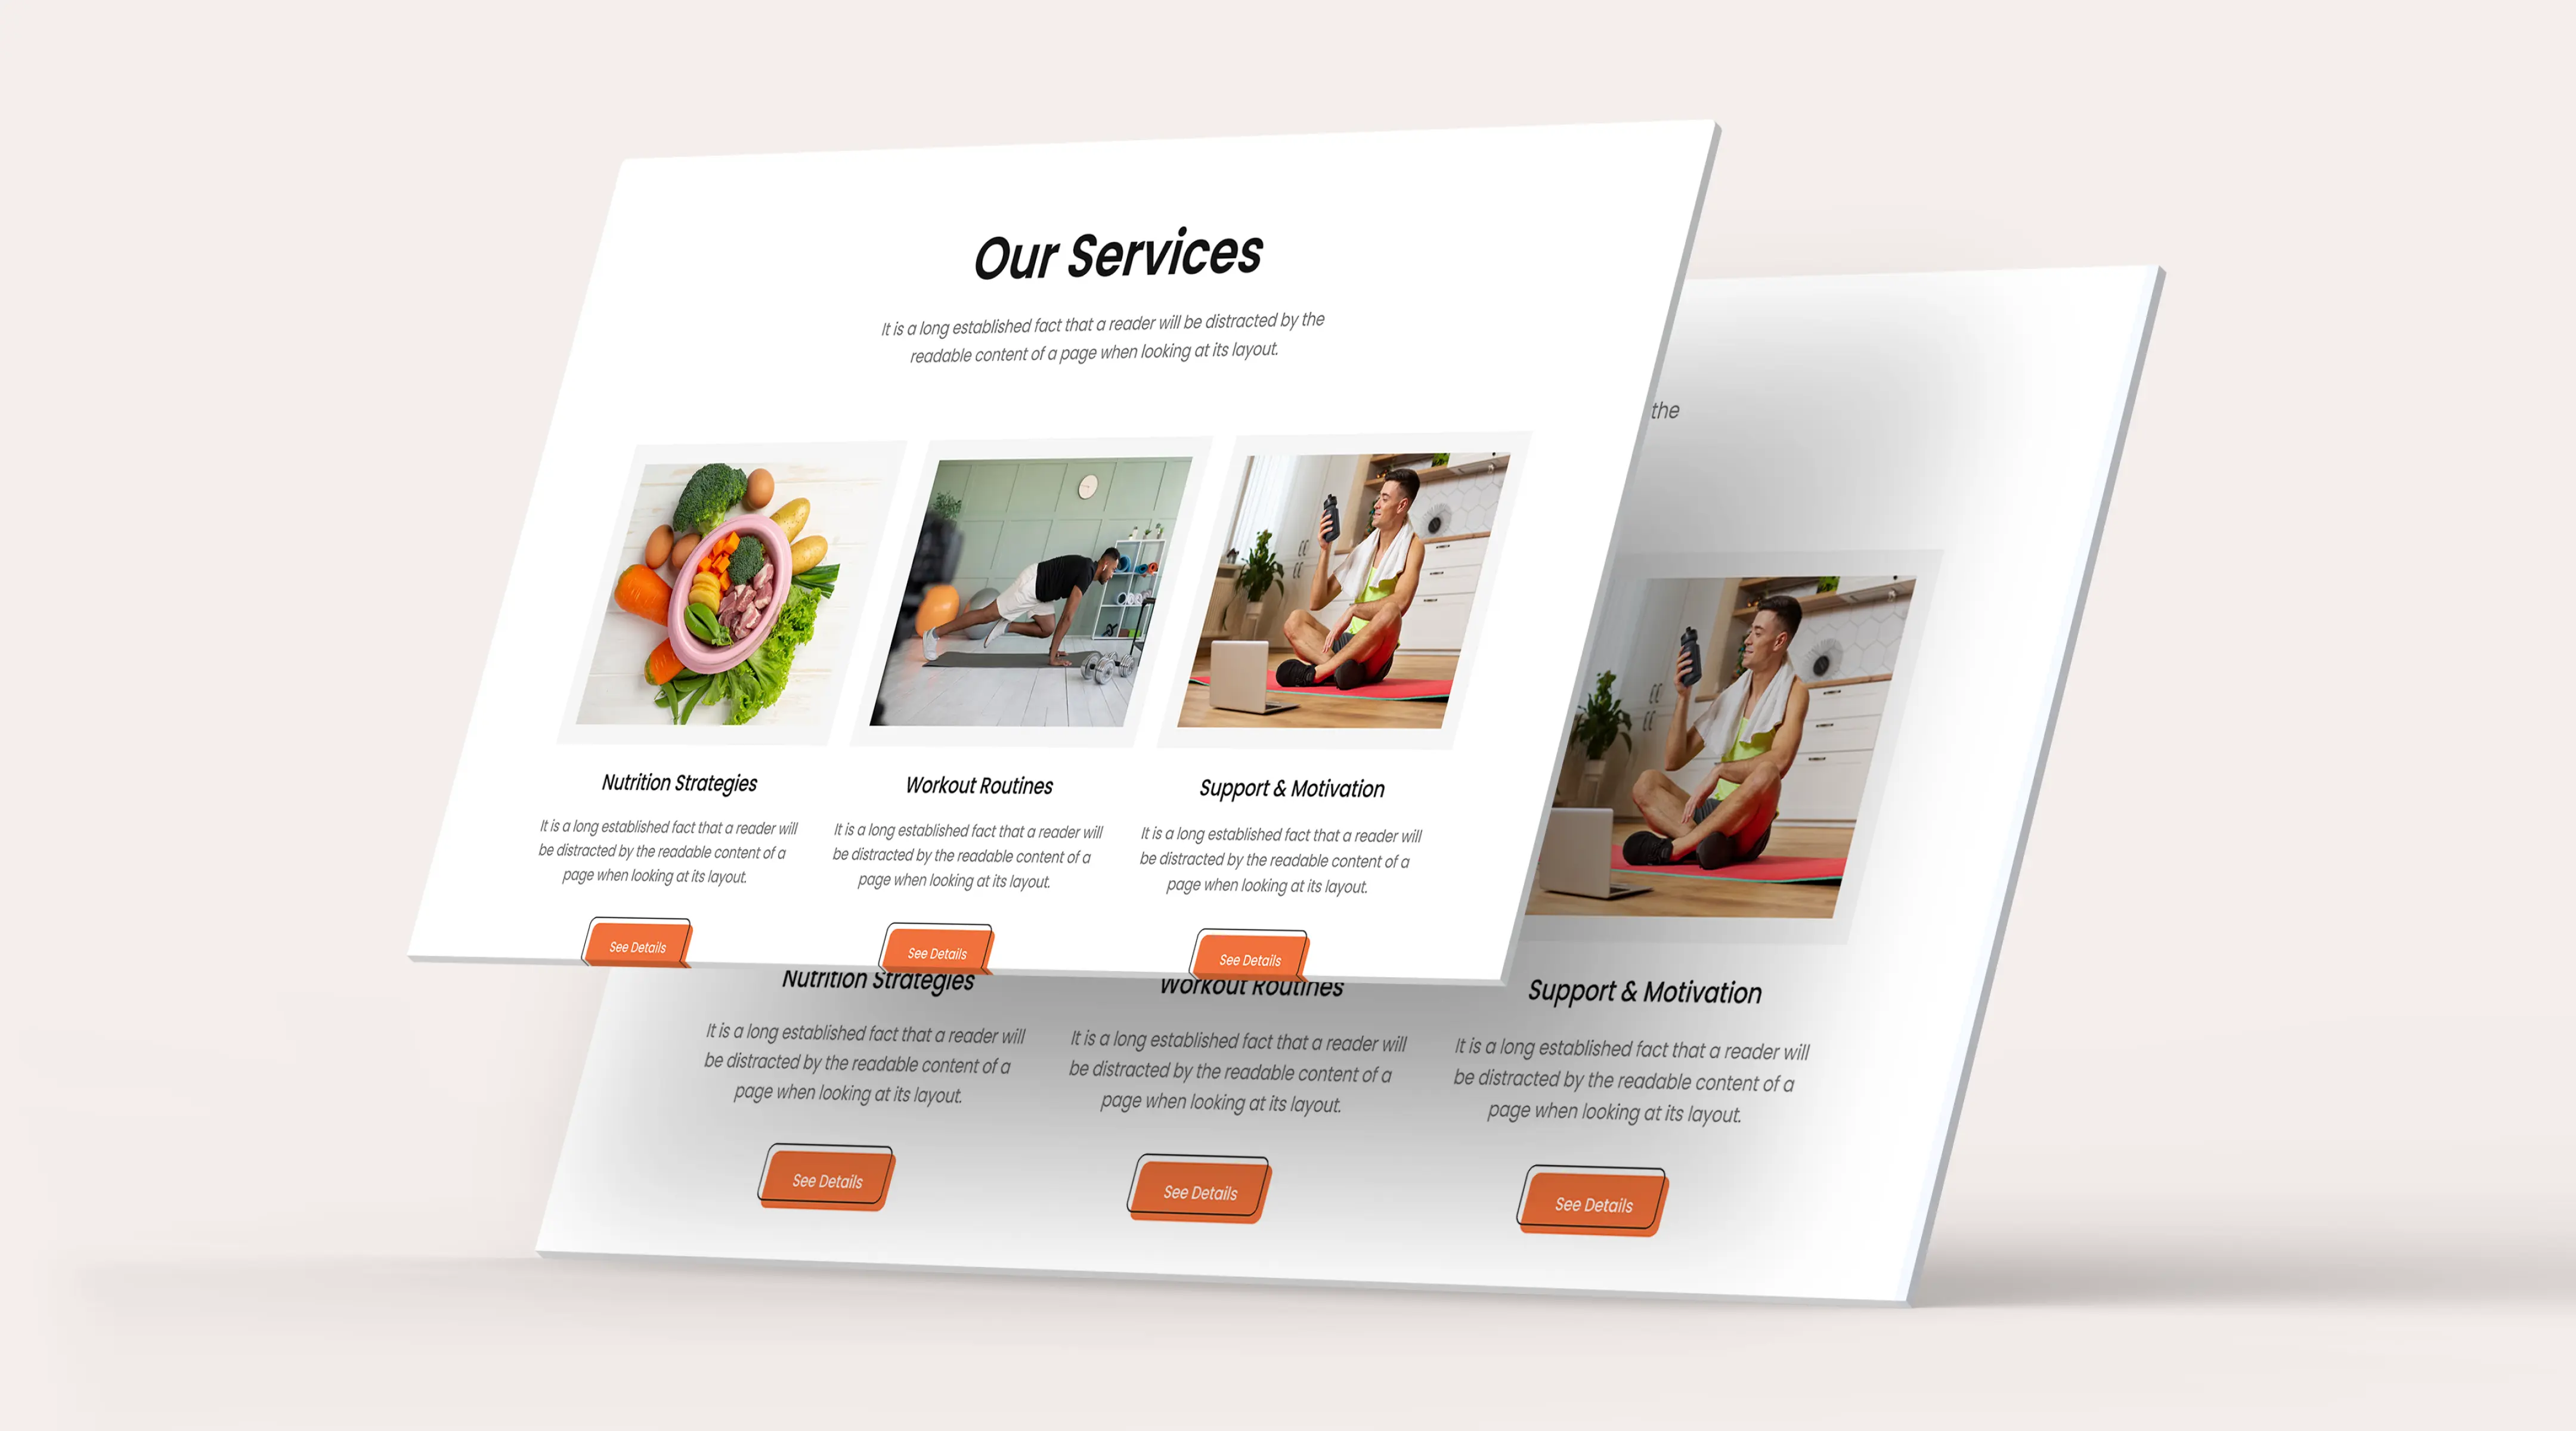 Our Services
It is a long established fact that a reader will be distracted by the
readable content of a page when looking at its layout.
Nutrition Strategies
It is a long established fact that a reader will
be distracted by the readable content of a
page when looking at its layout.
See Details
Workout Routines
It is a long established fact that a reader will
be distracted by the readable content of a
page when looking at its layout.
See Details
Support & Motivation
It is a long established fact that a reader will
be distracted by the readable content of a
page when looking at its layout.
See Details
the
Nutrition Strategies
It is a long established fact that a reader will
be distracted by the readable content of a
page when looking at its layout.
See Details
Workout Routines
It is a long established fact that a reader will
be distracted by the readable content of a
page when looking at its layout.
See Details
Support & Motivation
It is a long established fact that a reader will
be distracted by the readable content of a
page when looking at its layout.
See Details